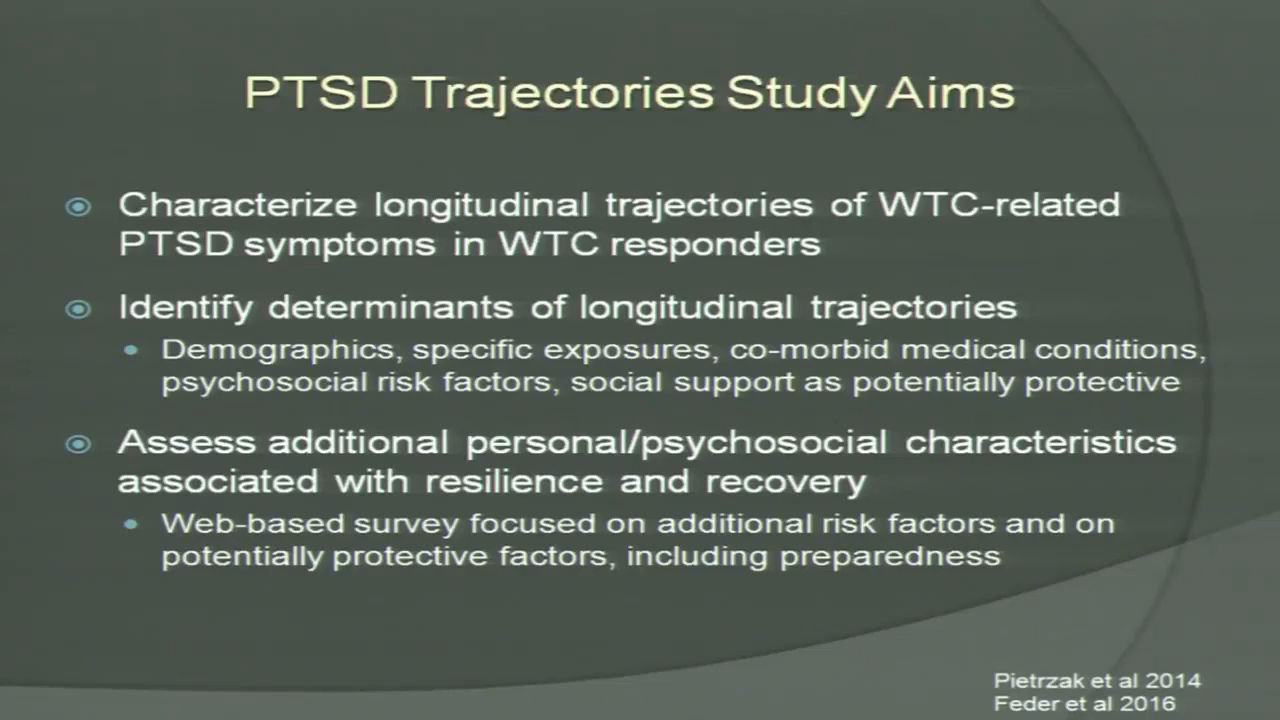 PTSD Trajectories Study Aims
Characterize longitudinal trajectories of WTC-related
PTSD symptoms in WTC responders
Identify determinants of longitudinal trajectories
Demographics, specific exposures, co-morbid medical conditions,
psychosocial risk factors, social support as potentially protective
Assess additional personal/psychosocial characteristics
associated with resilience and recovery
Web-based survey focused on additional risk factors and on
potentially protective factors, including preparedness
Pietrzak et al 2014
Feder et al 2016